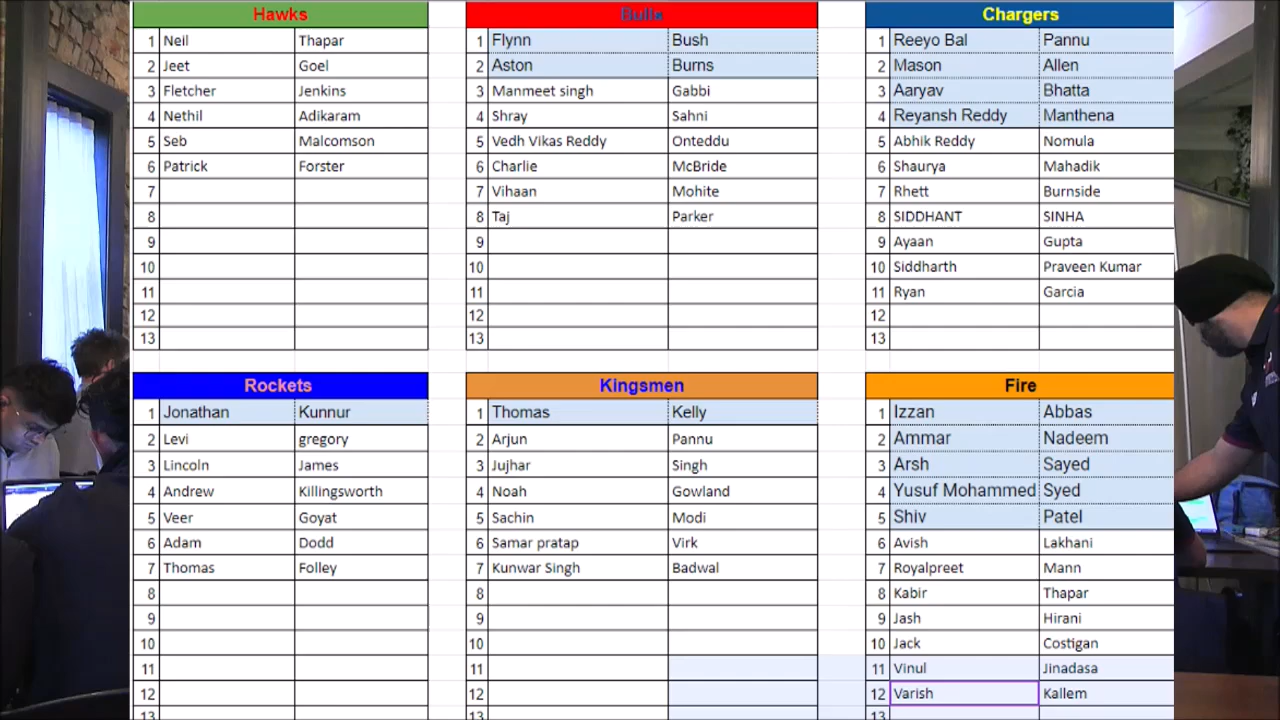 Hawks
1 Neil Thapar
2 Jeet Goel
3 Fletcher Jenkins
4 Nethil Adikaram
5 Seb Malcomson
6 Patrick Forster
7
8
9
10
11
12
13
Bulls
1 Flynn Bush
2 Aston Burns
3 Manmeet singh Gabbi
4 Shray Sahni
5 Vedh Vikas Reddy Onteddu
6 Charlie McBride
7 Vihaan Mohite
8 Taj Parker
9
10
11
12
13
Chargers
1 Reeyo Bal Pannu
2 Mason Allen
3 Aaryav Bhatta
4 Reyansh Reddy Manthena
5 Abhik Reddy Nomula
6 Shaurya Mahadik
7 Rhett Burnside
8 SIDDHANT SINHA
9 Ayaan Gupta
10 Siddharth Praveen Kumar
11 Ryan Garcia
12
13
Rockets
1 Jonathan Kunnur
2 Levi gregory
3 Lincoln James
4 Andrew Killingsworth
5 Veer Goyat
6 Adam Dodd
7 Thomas Folley
8
9
10
11
12
13
Kingsmen
1 Thomas Kelly
2 Arjun Pannu
3 Jujhar Singh
4 Noah Gowland
5 Sachin Modi
6 Samar pratap Virk
7 Kunwar Singh Badwal
8
9
10
11
12
13
Fire
1 Izzan Abbas
2 Ammar Nadeem
3 Arsh Sayed
4 Yusuf Mohammed Syed
5 Shiv Patel
6 Avish Lakhani
7 Royalpreet Mann
8 Kabir Thapar
9 Jash Hirani
10 Jack Costigan
11 Vinul Jinadasa
12 Varish Kallem
13